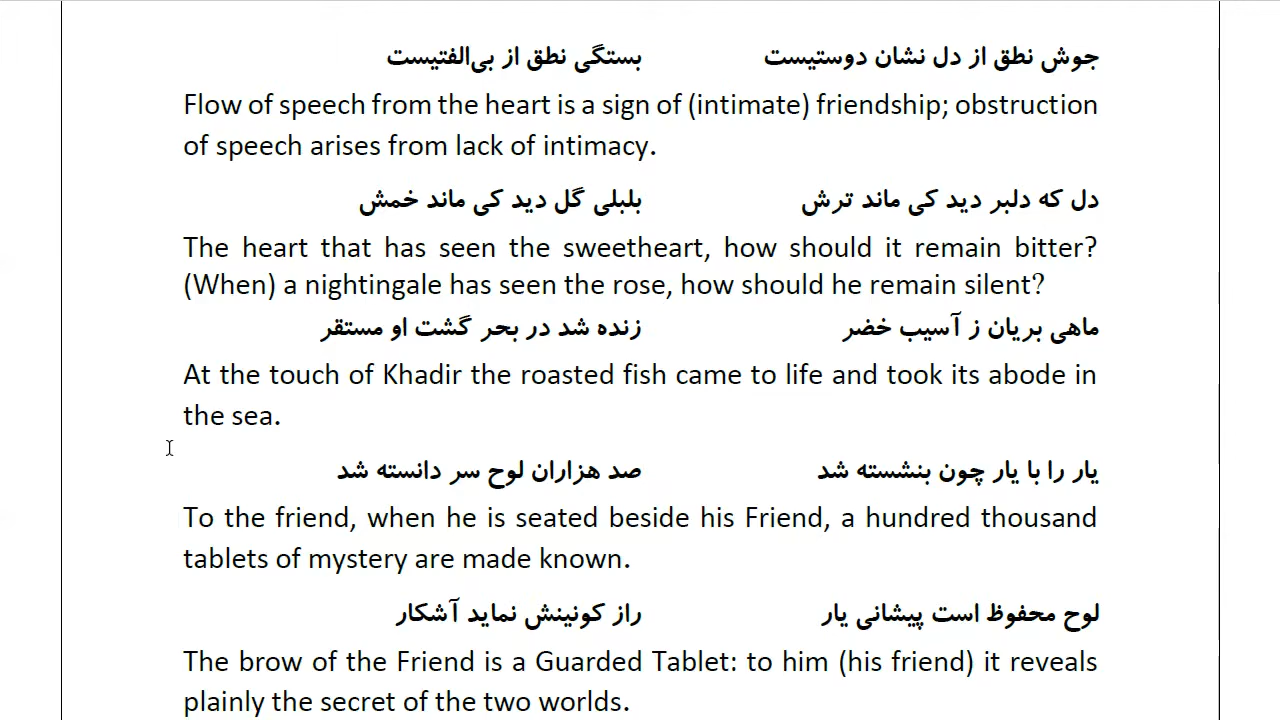 جوش نطق از دل نشان دوستیست بستگی نطق از بی‌الفتیست
Flow of speech from the heart is a sign of (intimate) friendship; obstruction
of speech arises from lack of intimacy.
دل که دلبر دید کی ماند ترش بلبلی گل دید کی ماند خمش
The heart that has seen the sweetheart, how should it remain bitter?
(When) a nightingale has seen the rose, how should he remain silent?
ماهی بریان ز آسیب خضر زنده شد در بحر گشت او مستقر
At the touch of Khadir the roasted fish came to life and took its abode in
the sea.
یار را با یار چون بنشسته شد صد هزاران لوح سر دانسته شد
To the friend, when he is seated beside his Friend, a hundred thousand
tablets of mystery are made known.
لوح محفوظ است پیشانی یار راز کونینش نماید آشکار
The brow of the Friend is a Guarded Tablet: to him (his friend) it reveals
plainly the secret of the two worlds.